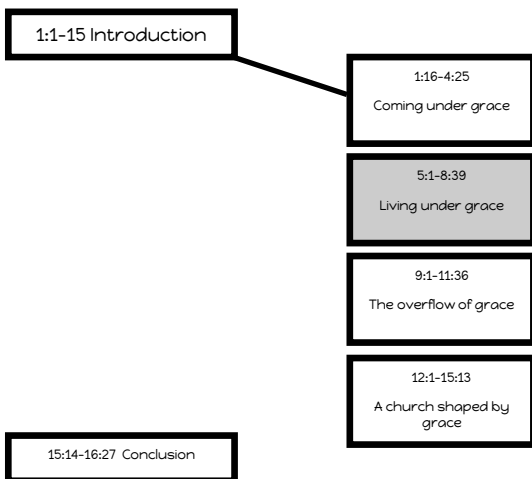 1:1-15 Introduction
1:16-4:25
Coming under grace
5:1-8:39
Living under grace
9:1-11:36
The overflow of grace
12:1-15:13
A church shaped by
grace
15:14-16:27 Conclusion